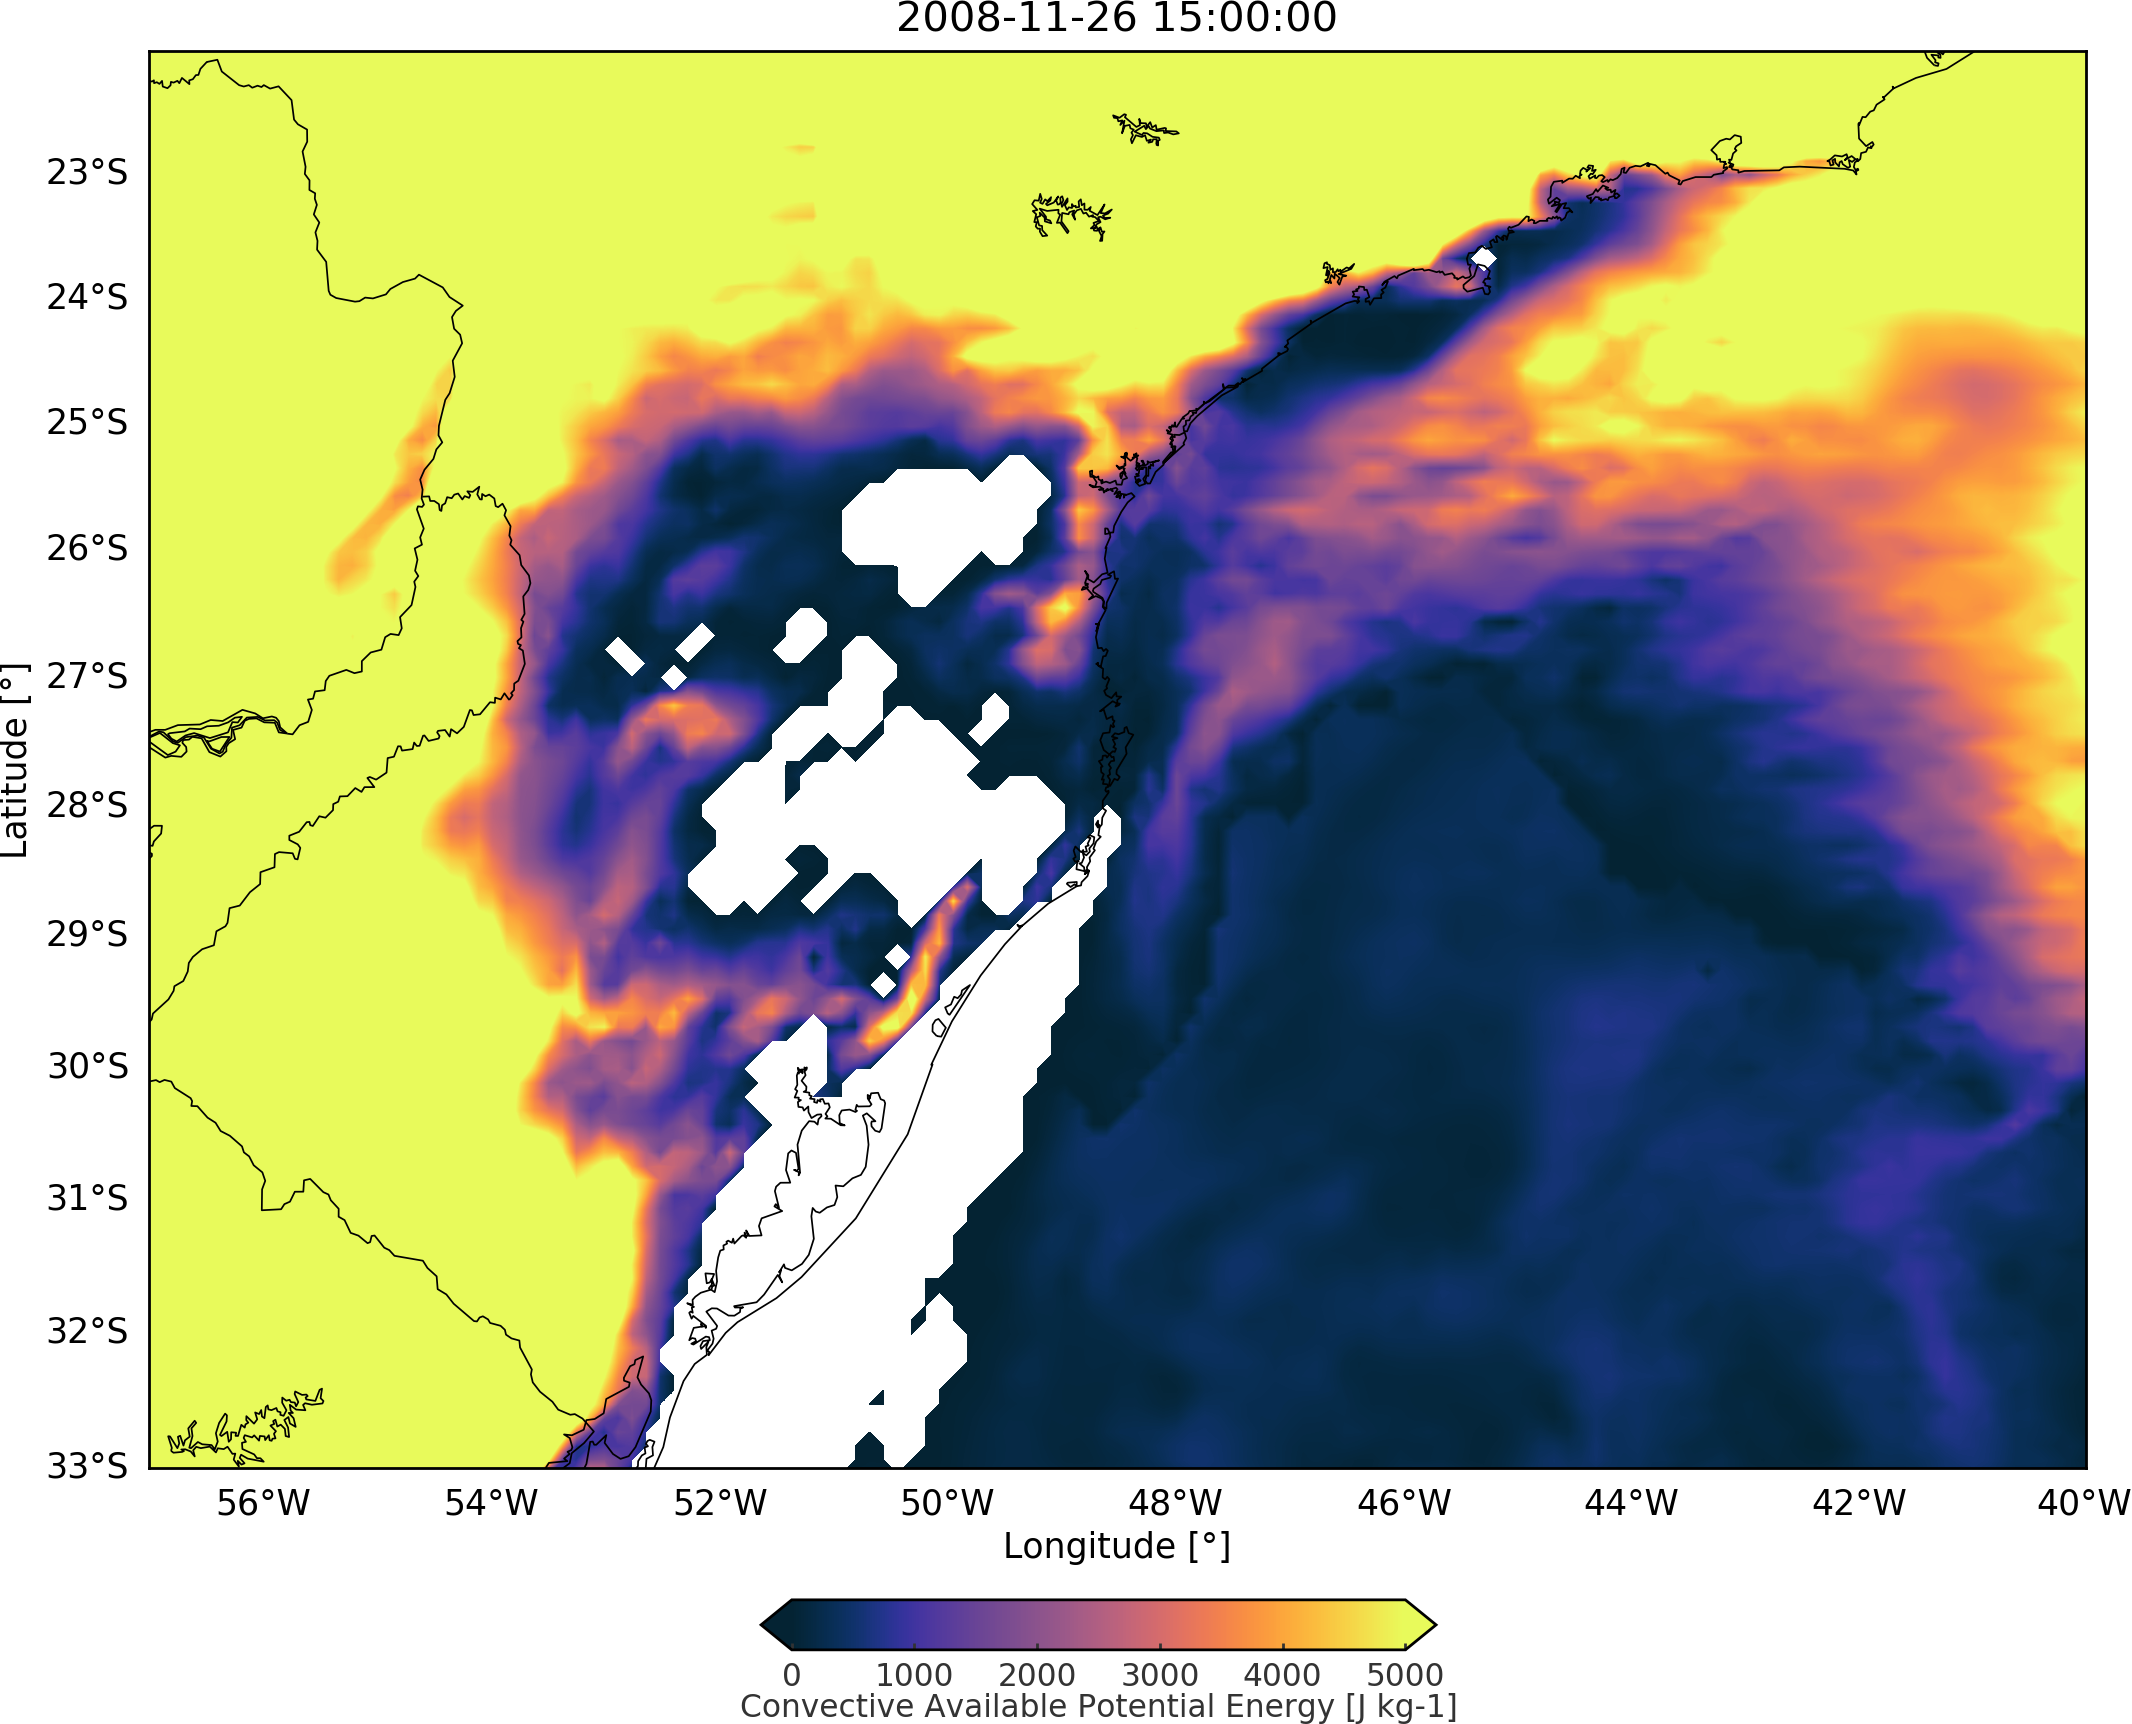 2008-11-26 15:00:00
23°S
24°S
25°S
26°S
27°S
28°S
29°S
30°S
31°S
32°S
33°S
Latitude [°]
56°W 54°W 52°W 50°W 48°W 46°W 44°W 42°W 40°W
Longitude [°]
0 1000 2000 3000 4000 5000
Convective Available Potential Energy [J kg-1]